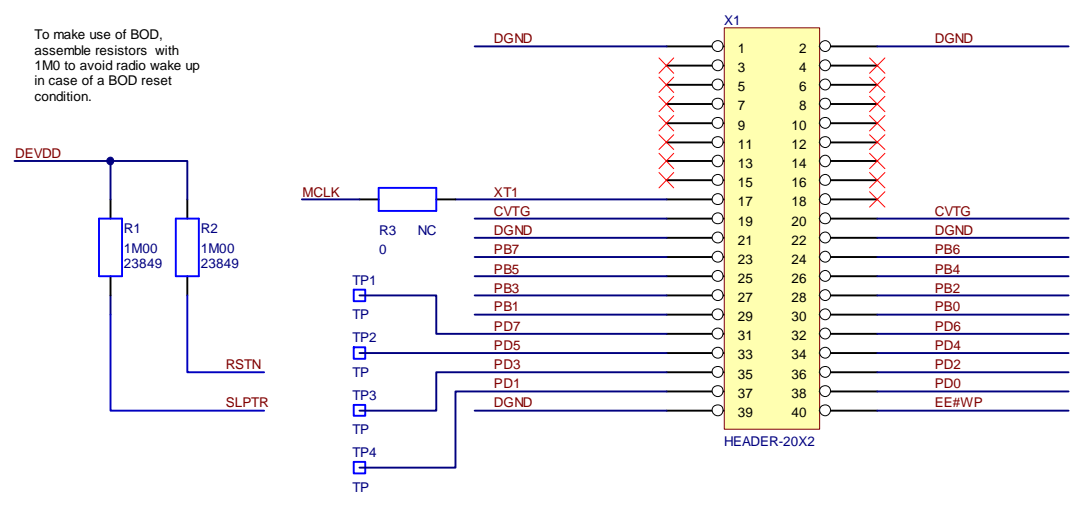 To make use of BOD,
assemble resistors with
1M0 to avoid radio wake up
in case of a BOD reset
condition.
DEVDD
R1
1M00
23849
R2
1M00
23849
RSTN
SLPTR
X1
DGND 1 2 DGND
3 4
5 6
7 8
9 10
11 12
13 14
15 16
MCLK XT1 17 18
R3 NC
0
CVTG 19 20 CVTG
DGND 21 22 DGND
PB7 23 24 PB6
PB5 25 26 PB4
PB3 27 28 PB2
PB1 29 30 PB0
PD7 31 32 PD6
PD5 33 34 PD4
PD3 35 36 PD2
PD1 37 38 PD0
DGND 39 40 EE#WP
HEADER-20X2
TP1
TP
TP2
TP
TP3
TP
TP4
TP